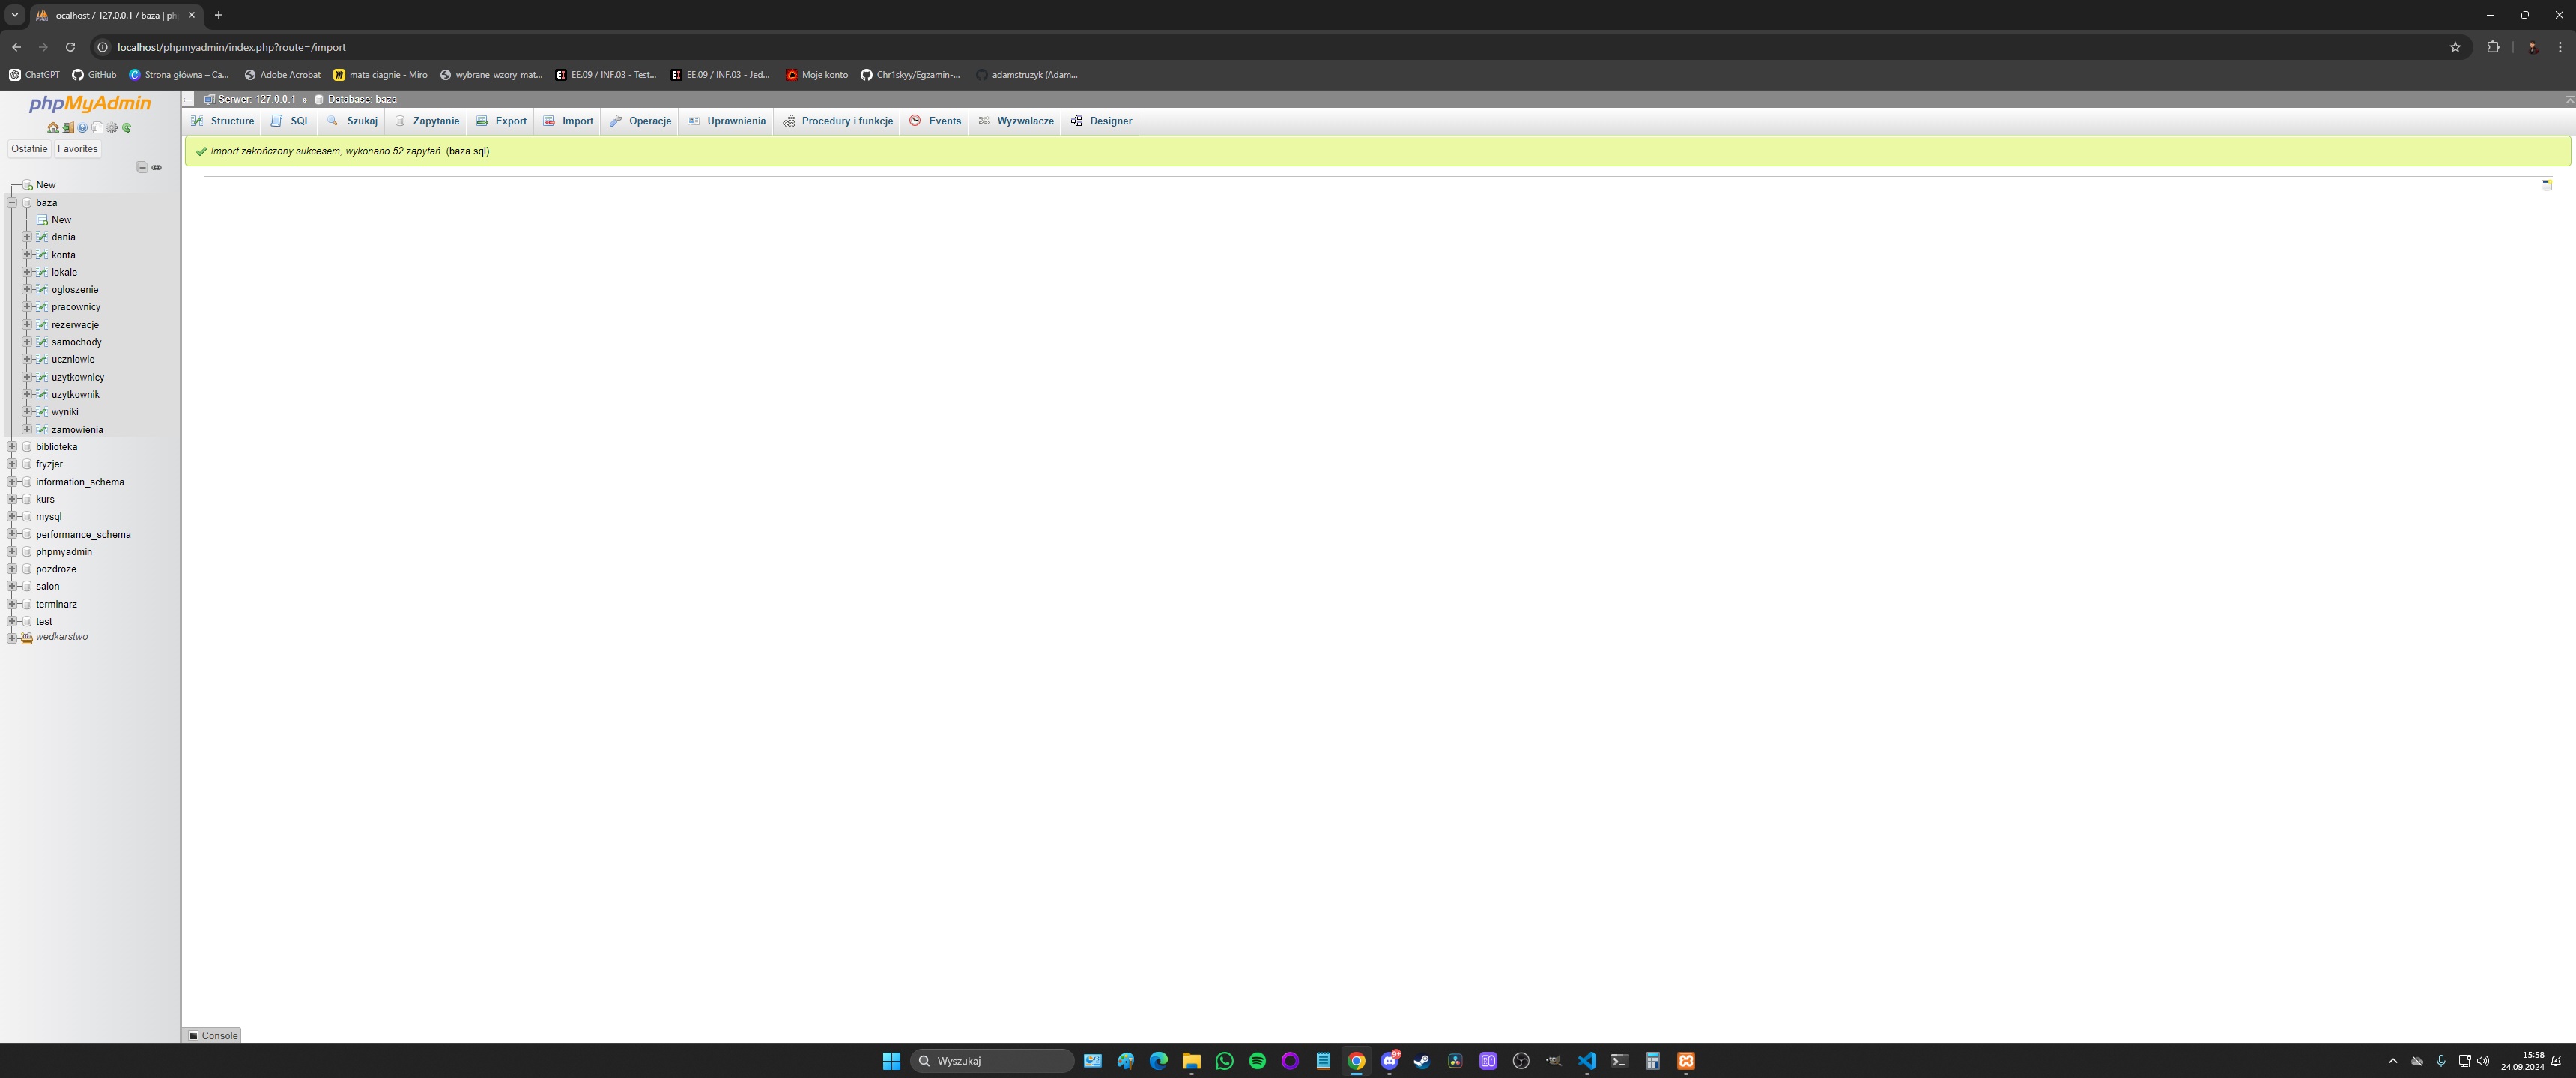 localhost / 127.0.0.1 / baza | ph
localhost/phpmyadmin/index.php?route=/import
ChatGPT GitHub Strona główna – Ca... Adobe Acrobat mata ciagnie - Miro wybrane_wzory_mat... EE.09 / INF.03 - Test... EE.09 / INF.03 - Jed... Moje konto Chr1skyy/Egzamin-... adamstruzyk (Adam...
phpMyAdmin
Serwer: 127.0.0.1 » Database: baza
Structure SQL Szukaj Zapytanie Export Import Operacje Uprawnienia Procedury i funkcje Events Wyzwalacze Designer
Ostatnie Favorites
Import zakończony sukcesem, wykonano 52 zapytań. (baza.sql)
New
baza
New
dania
konta
lokale
ogloszenie
pracownicy
rezerwacje
samochody
uczniowie
uzytkownicy
uzytkownik
wyniki
zamowienia
biblioteka
fryzjer
information_schema
kurs
mysql
performance_schema
phpmyadmin
pozdroze
salon
terminarz
test
wedkarstwo
Console
Wyszukaj
9+
15:58
24.09.2024